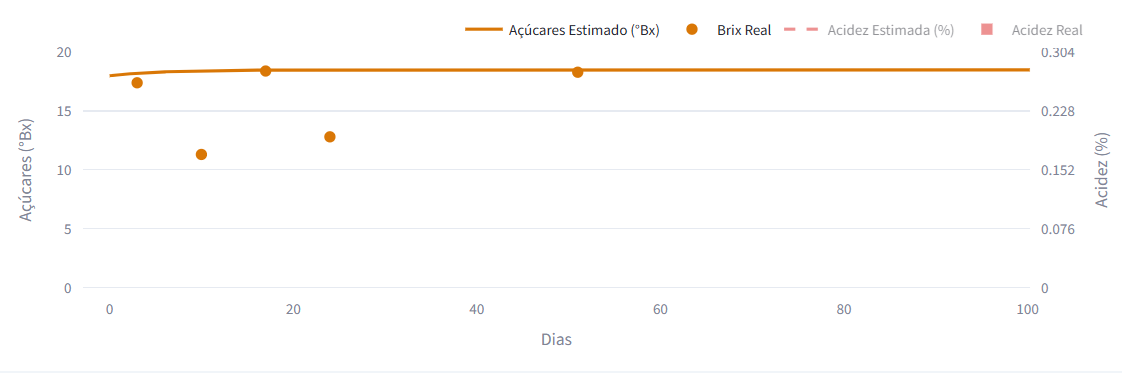 Açúcares Estimado (°Bx) Brix Real Acidez Estimada (%) Acidez Real
20 0.304
15 0.228
10 0.152
5 0.076
0 0
Açúcares (°Bx)
Acidez (%)
0 20 40 60 80 100
Dias